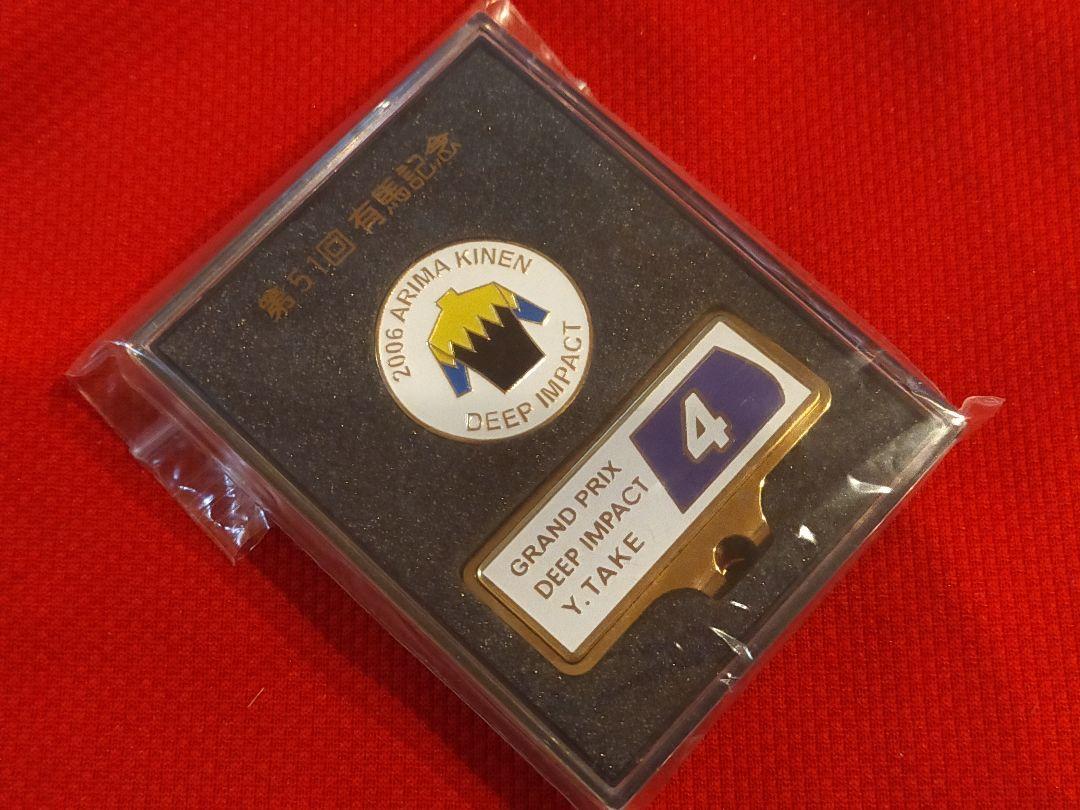 第51回 有馬記念
2006 ARIMA KINEN
DEEP IMPACT
4
GRAND PRIX
DEEP IMPACT
Y.TAKE